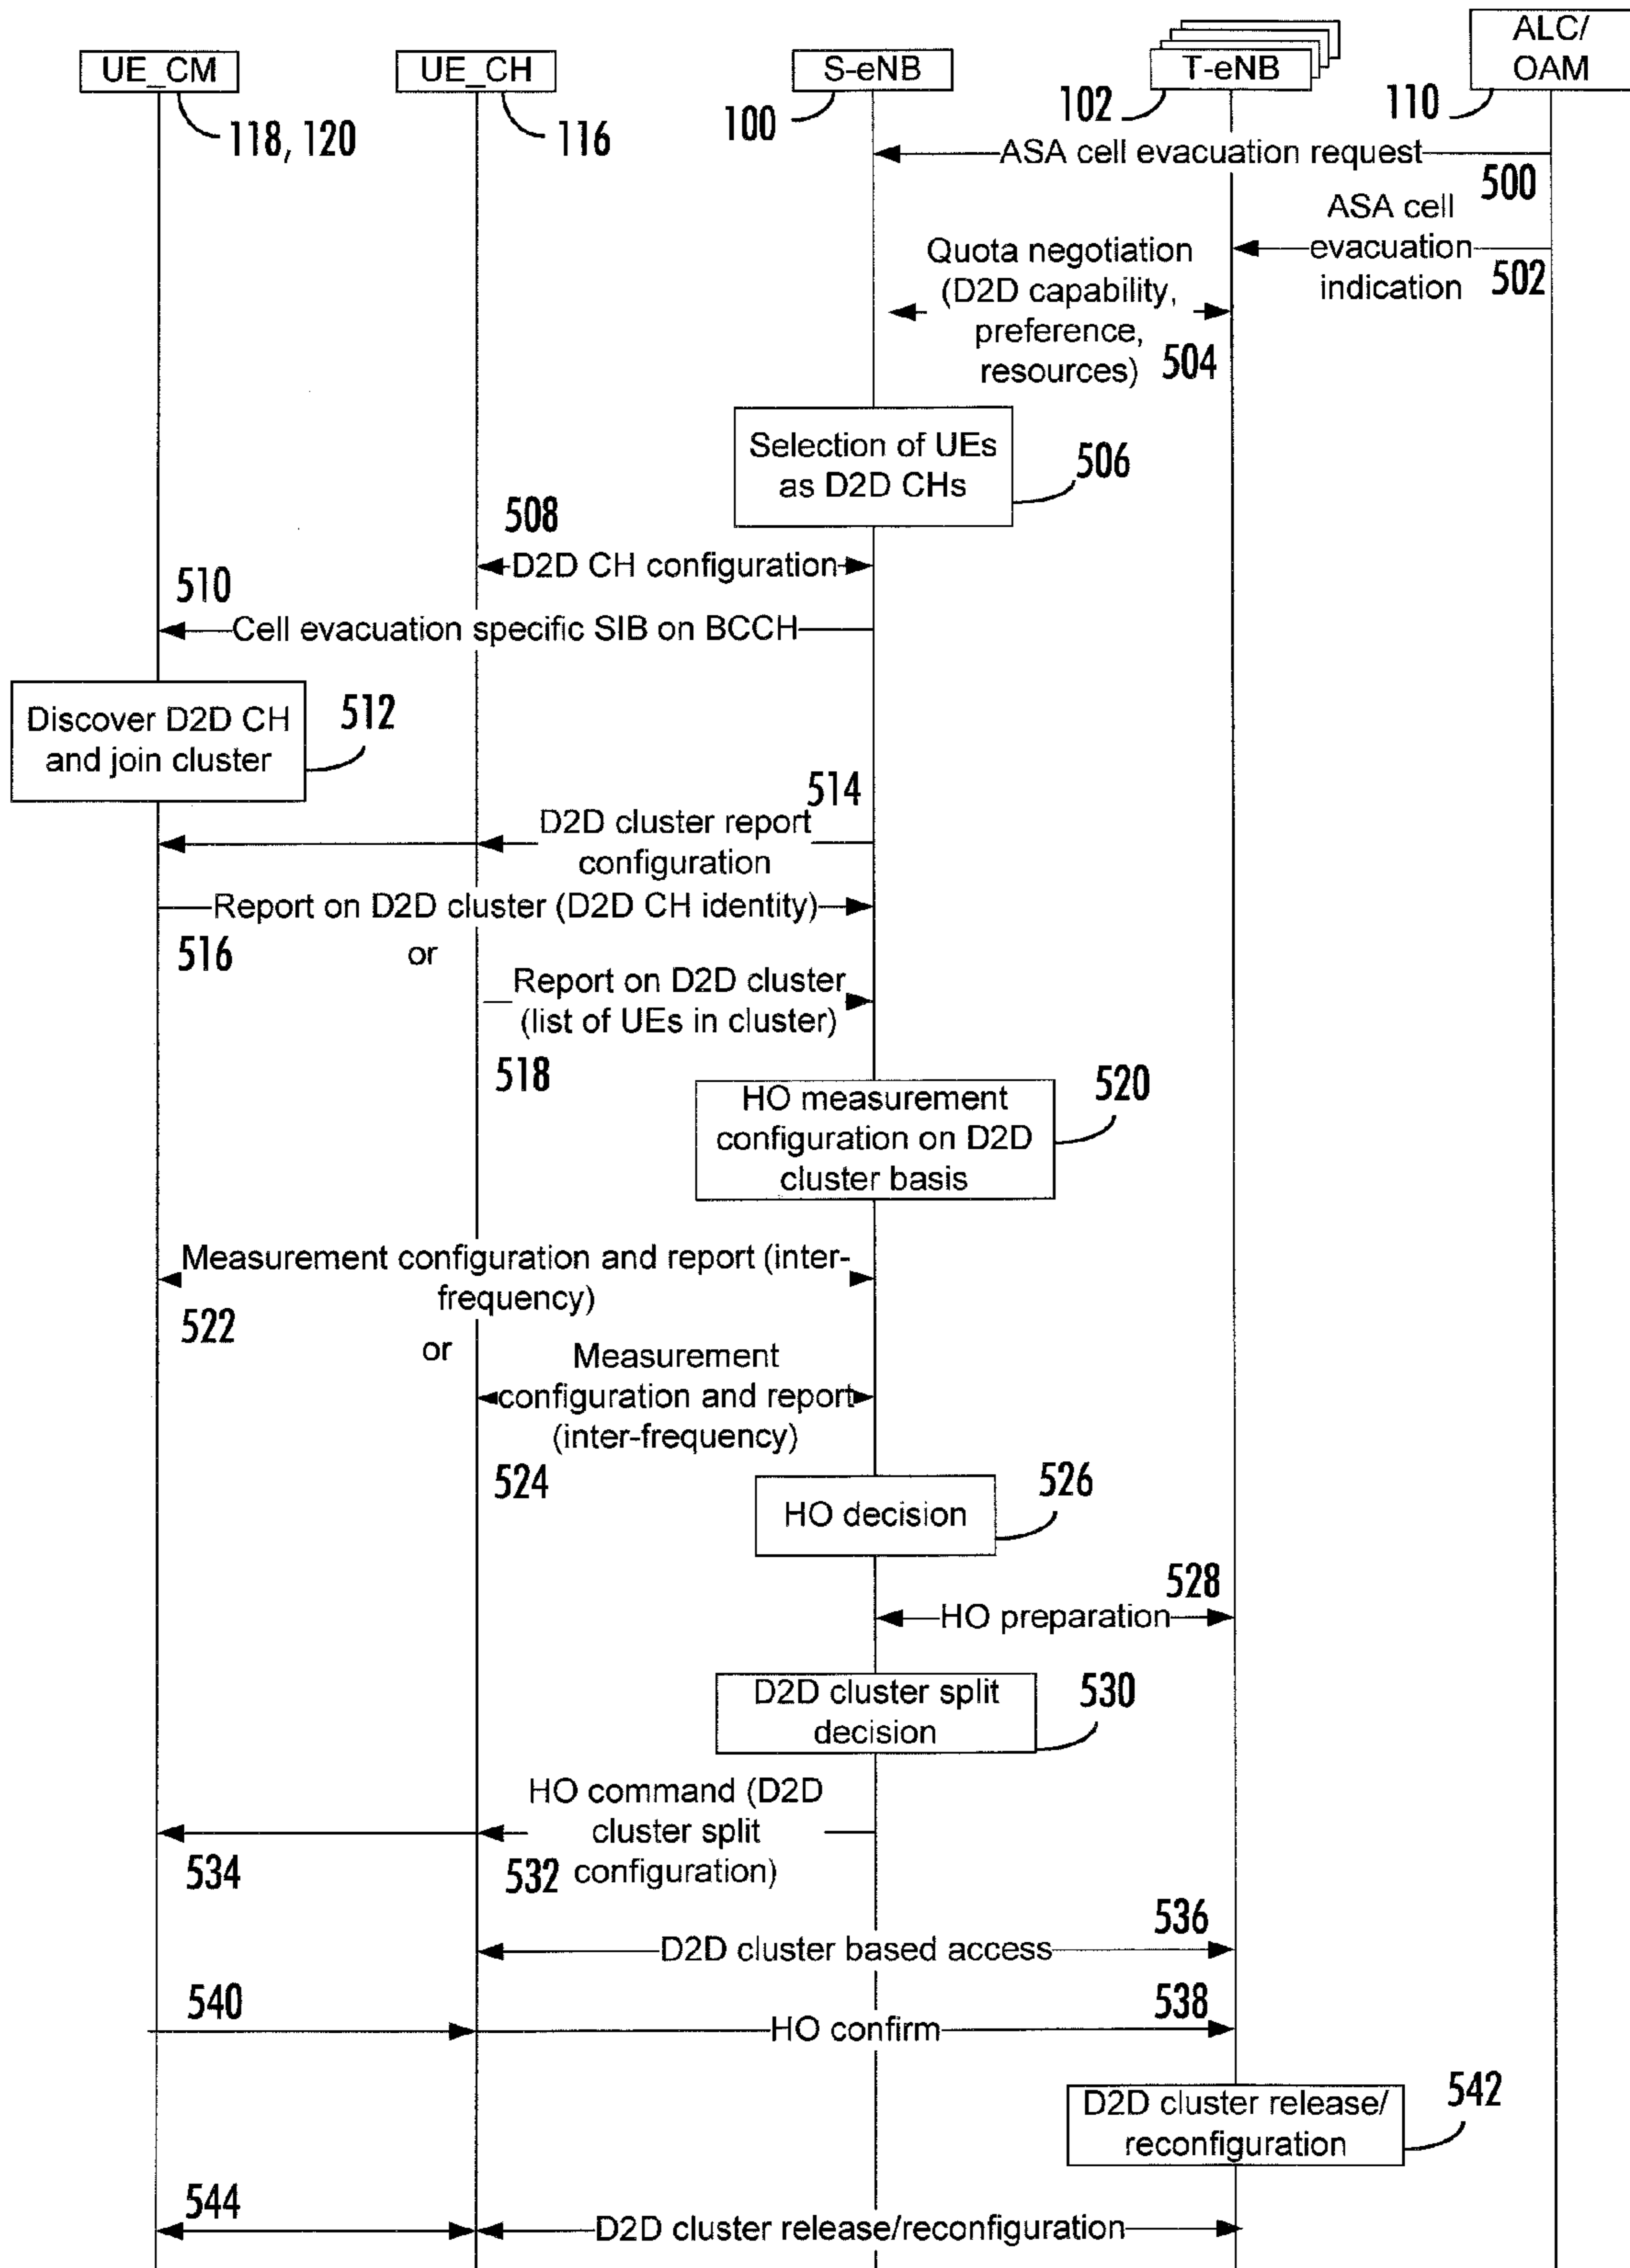 UE_CM
UE_CH
S-eNB
T-eNB
ALC/
OAM
118, 120
116
100
102
110
ASA cell evacuation request
500
ASA cell
evacuation
indication
502
Quota negotiation
(D2D capability,
preference,
resources)
504
Selection of UEs
as D2D CHs
506
508
D2D CH configuration
510
Cell evacuation specific SIB on BCCH
Discover D2D CH
and join cluster
512
514
D2D cluster report
configuration
Report on D2D cluster (D2D CH identity)
516
or
Report on D2D cluster
(list of UEs in cluster)
518
HO measurement
configuration on D2D
cluster basis
520
Measurement configuration and report (inter-
frequency)
522
or
Measurement
configuration and report
(inter-frequency)
524
HO decision
526
528
HO preparation
D2D cluster split
decision
530
HO command (D2D
cluster split
configuration)
534
532
536
D2D cluster based access
540
538
HO confirm
D2D cluster release/
reconfiguration
542
544
D2D cluster release/reconfiguration